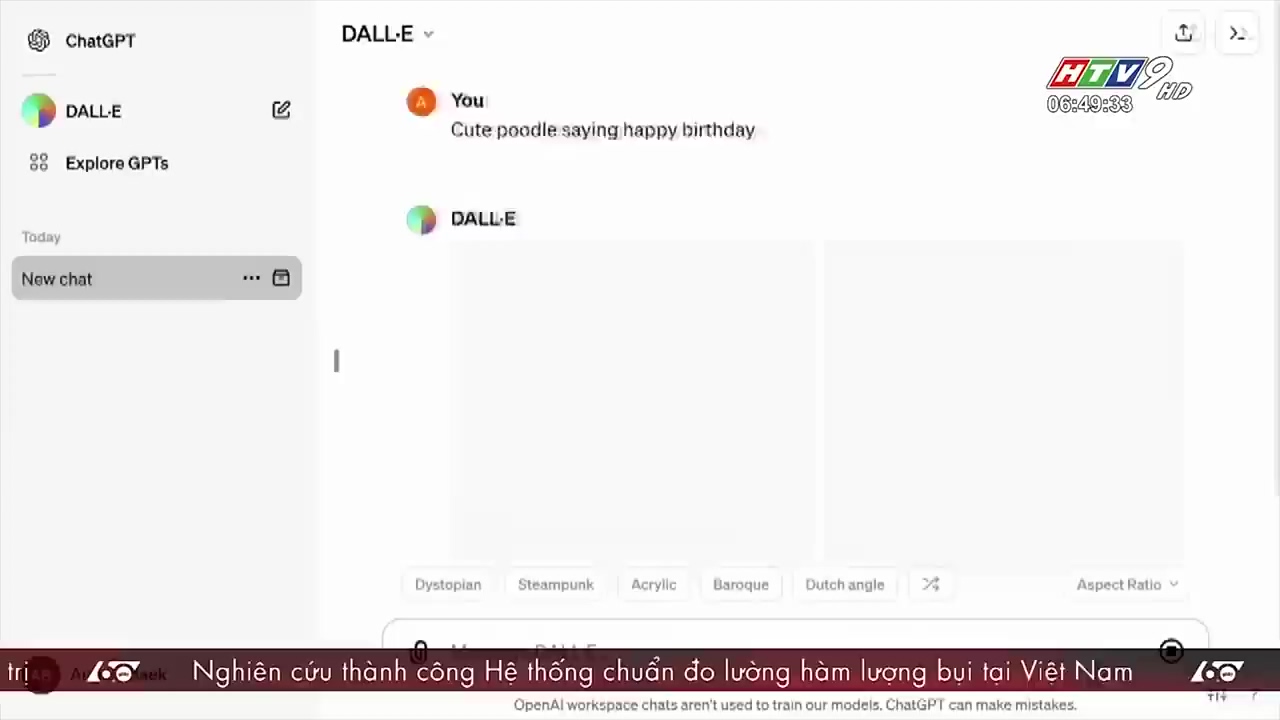 ChatGPT
DALL·E
Explore GPTs
Today
New chat
DALL·E
HTV9 HD
06:49:33
A
You
Cute poodle saying happy birthday
DALL·E
Dystopian
Steampunk
Acrylic
Baroque
Dutch angle
Aspect Ratio
trị
60
Nghiên cứu thành công Hệ thống chuẩn đo lường hàm lượng bụi tại Việt Nam
60
OpenAI workspace chats aren't used to train our models. ChatGPT can make mistakes.